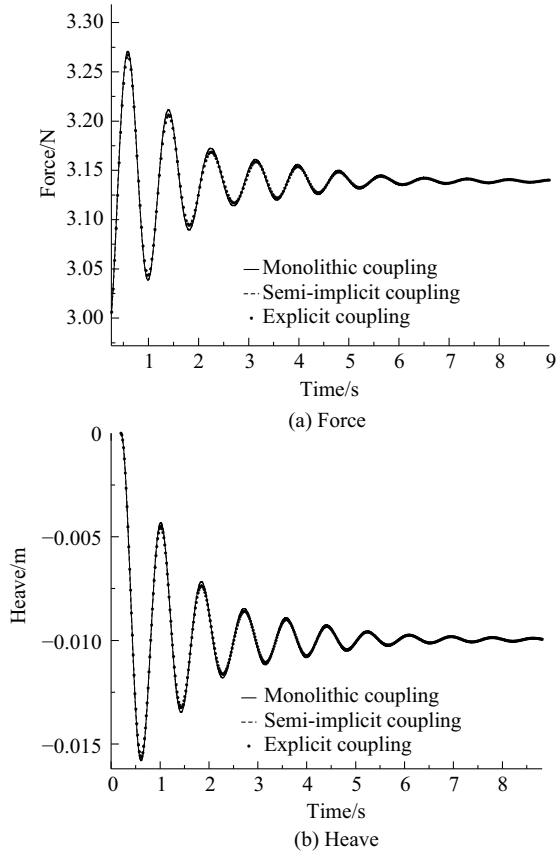 3.30
3.25
3.20
3.15
3.10
3.05
3.00
Force/N
Monolithic coupling
Semi-implicit coupling
Explicit coupling
1 2 3 4 5 6 7 8 9
Time/s
(a) Force
0
−0.005
−0.010
−0.015
Heave/m
Monolithic coupling
Semi-implicit coupling
Explicit coupling
0 1 2 3 4 5 6 7 8
Time/s
(b) Heave